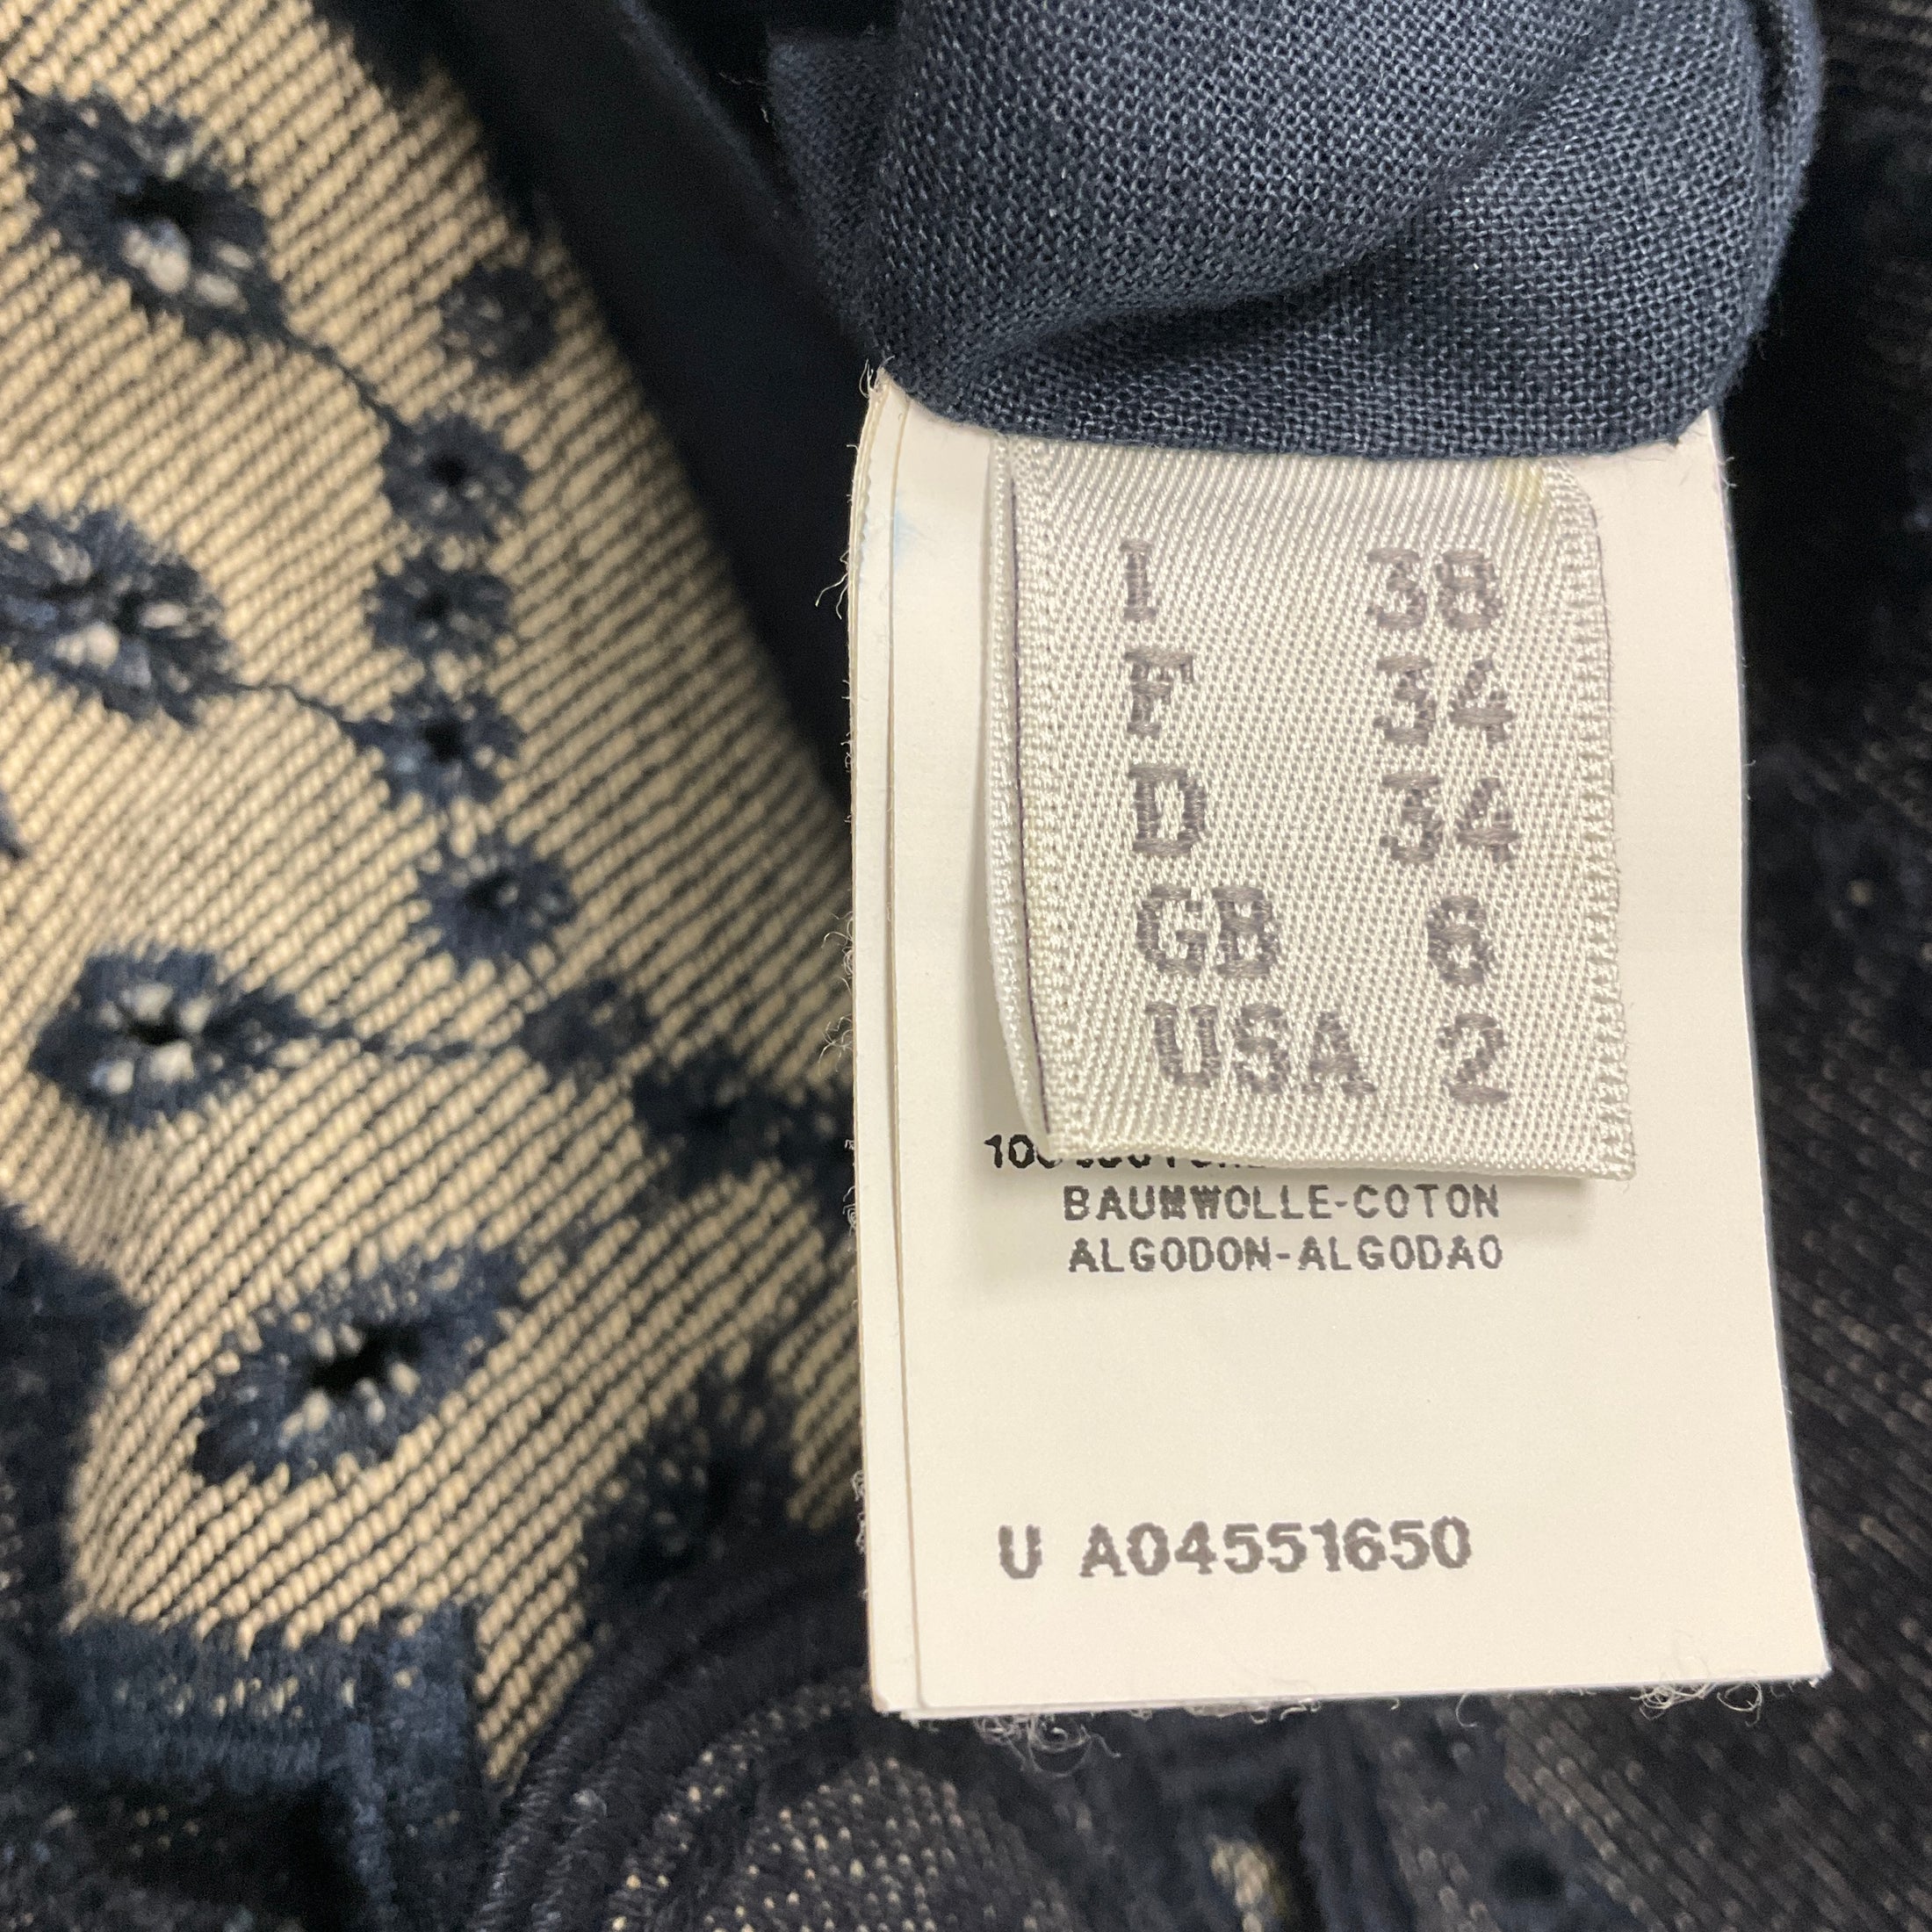 I 38
F 34
D 34
GB 6
USA 2
BAUMWOLLE-COTON
ALGODON-ALGODAO
U A04551650